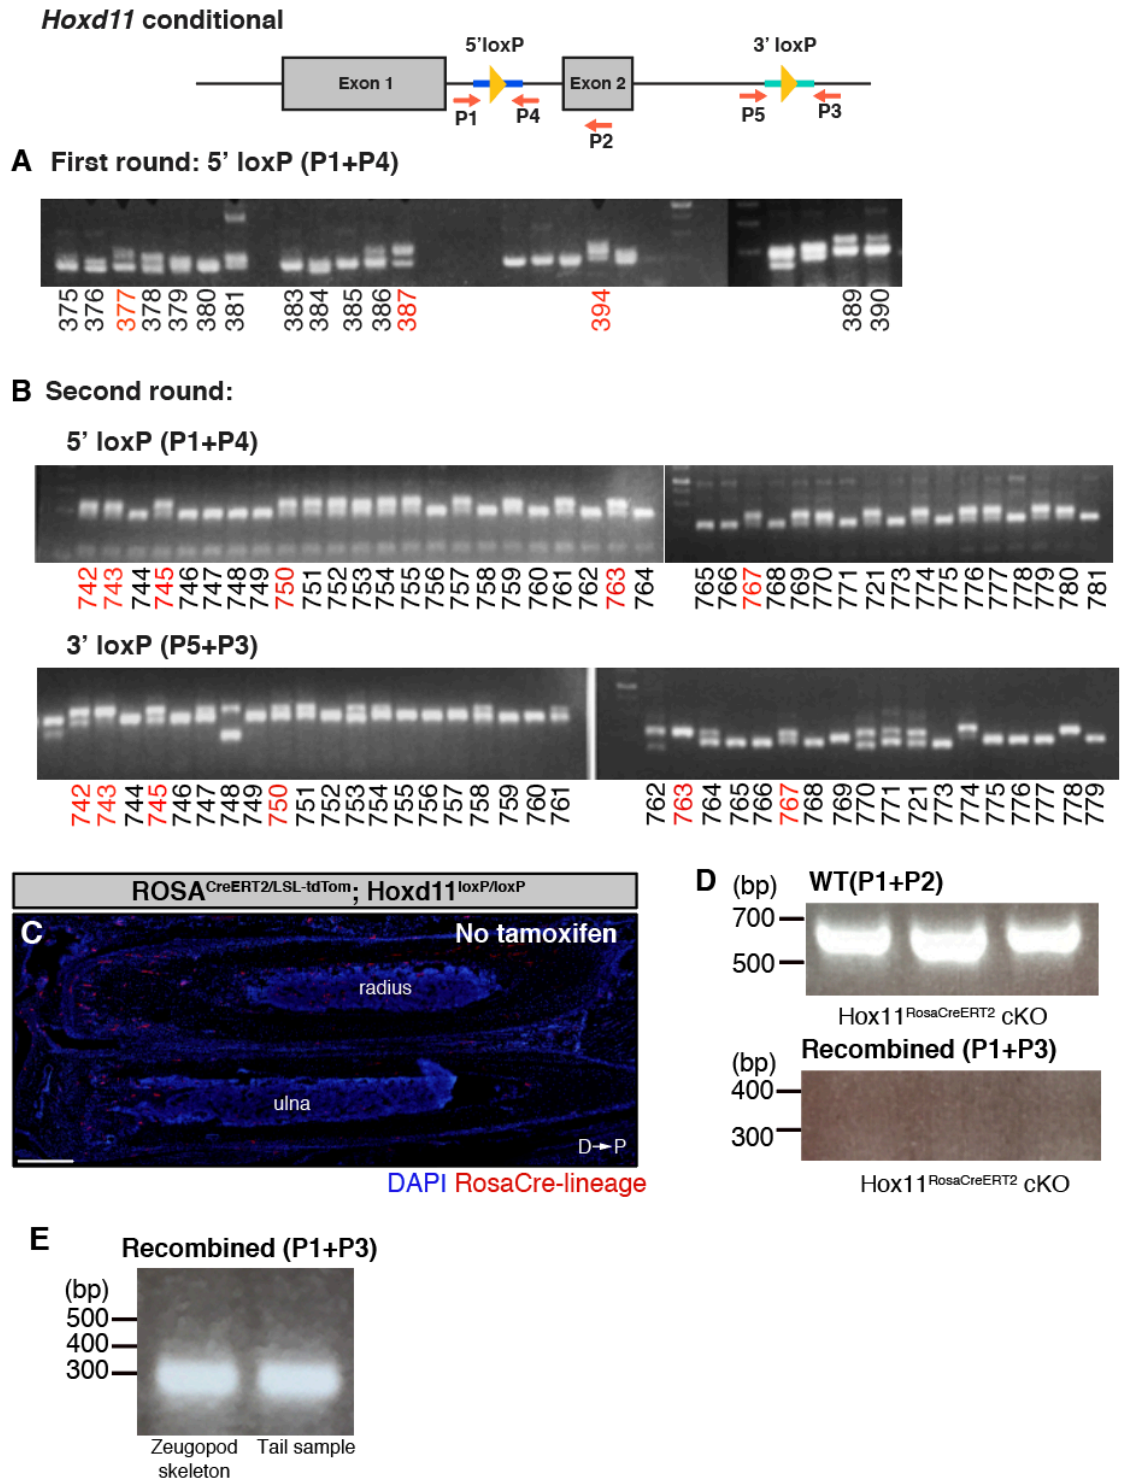 Hoxd11 conditional
5'loxP
3' loxP
Exon 1
Exon 2
P1
P4
P5
P3
P2
A First round: 5' loxP (P1+P4)
375 376 377 378 379 380 381 383 384 385 386 387 394 389 390
B Second round:
5' loxP (P1+P4)
742 743 744 745 746 747 748 749 750 751 752 753 754 755 756 757 758 759 760 761 762 763 764 765 766 767 768 769 770 771 721 773 774 775 776 777 778 779 780 781
3' loxP (P5+P3)
742 743 744 745 746 747 748 749 750 751 752 753 754 755 756 757 758 759 760 761 762 763 764 765 766 767 768 769 770 771 721 773 774 775 776 777 778 779
ROSACreERT2/LSL-tdTom; Hoxd11loxP/loxP
C
No tamoxifen
radius
ulna
D→P
DAPI RosaCre-lineage
D (bp) WT(P1+P2)
700
500
Hox11RosaCreERT2 cKO
(bp) Recombined (P1+P3)
400
300
Hox11RosaCreERT2 cKO
E
Recombined (P1+P3)
(bp)
500
400
300
Zeugopod Tail sample
skeleton